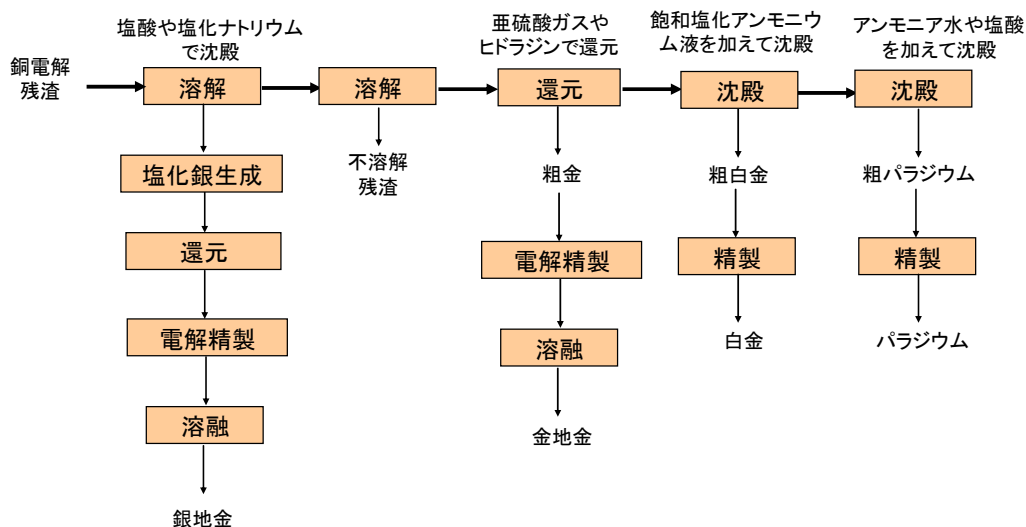 塩酸や塩化ナトリウム
で沈殿
亜硫酸ガスや
ヒドラジンで還元
飽和塩化アンモニウ
ム液を加えて沈殿
アンモニア水や塩酸
を加えて沈殿
銅電解
残渣
溶解
溶解
還元
沈殿
沈殿
塩化銀生成
不溶解
残渣
粗金
粗白金
粗パラジウム
還元
電解精製
精製
精製
電解精製
溶融
白金
パラジウム
溶融
金地金
銀地金